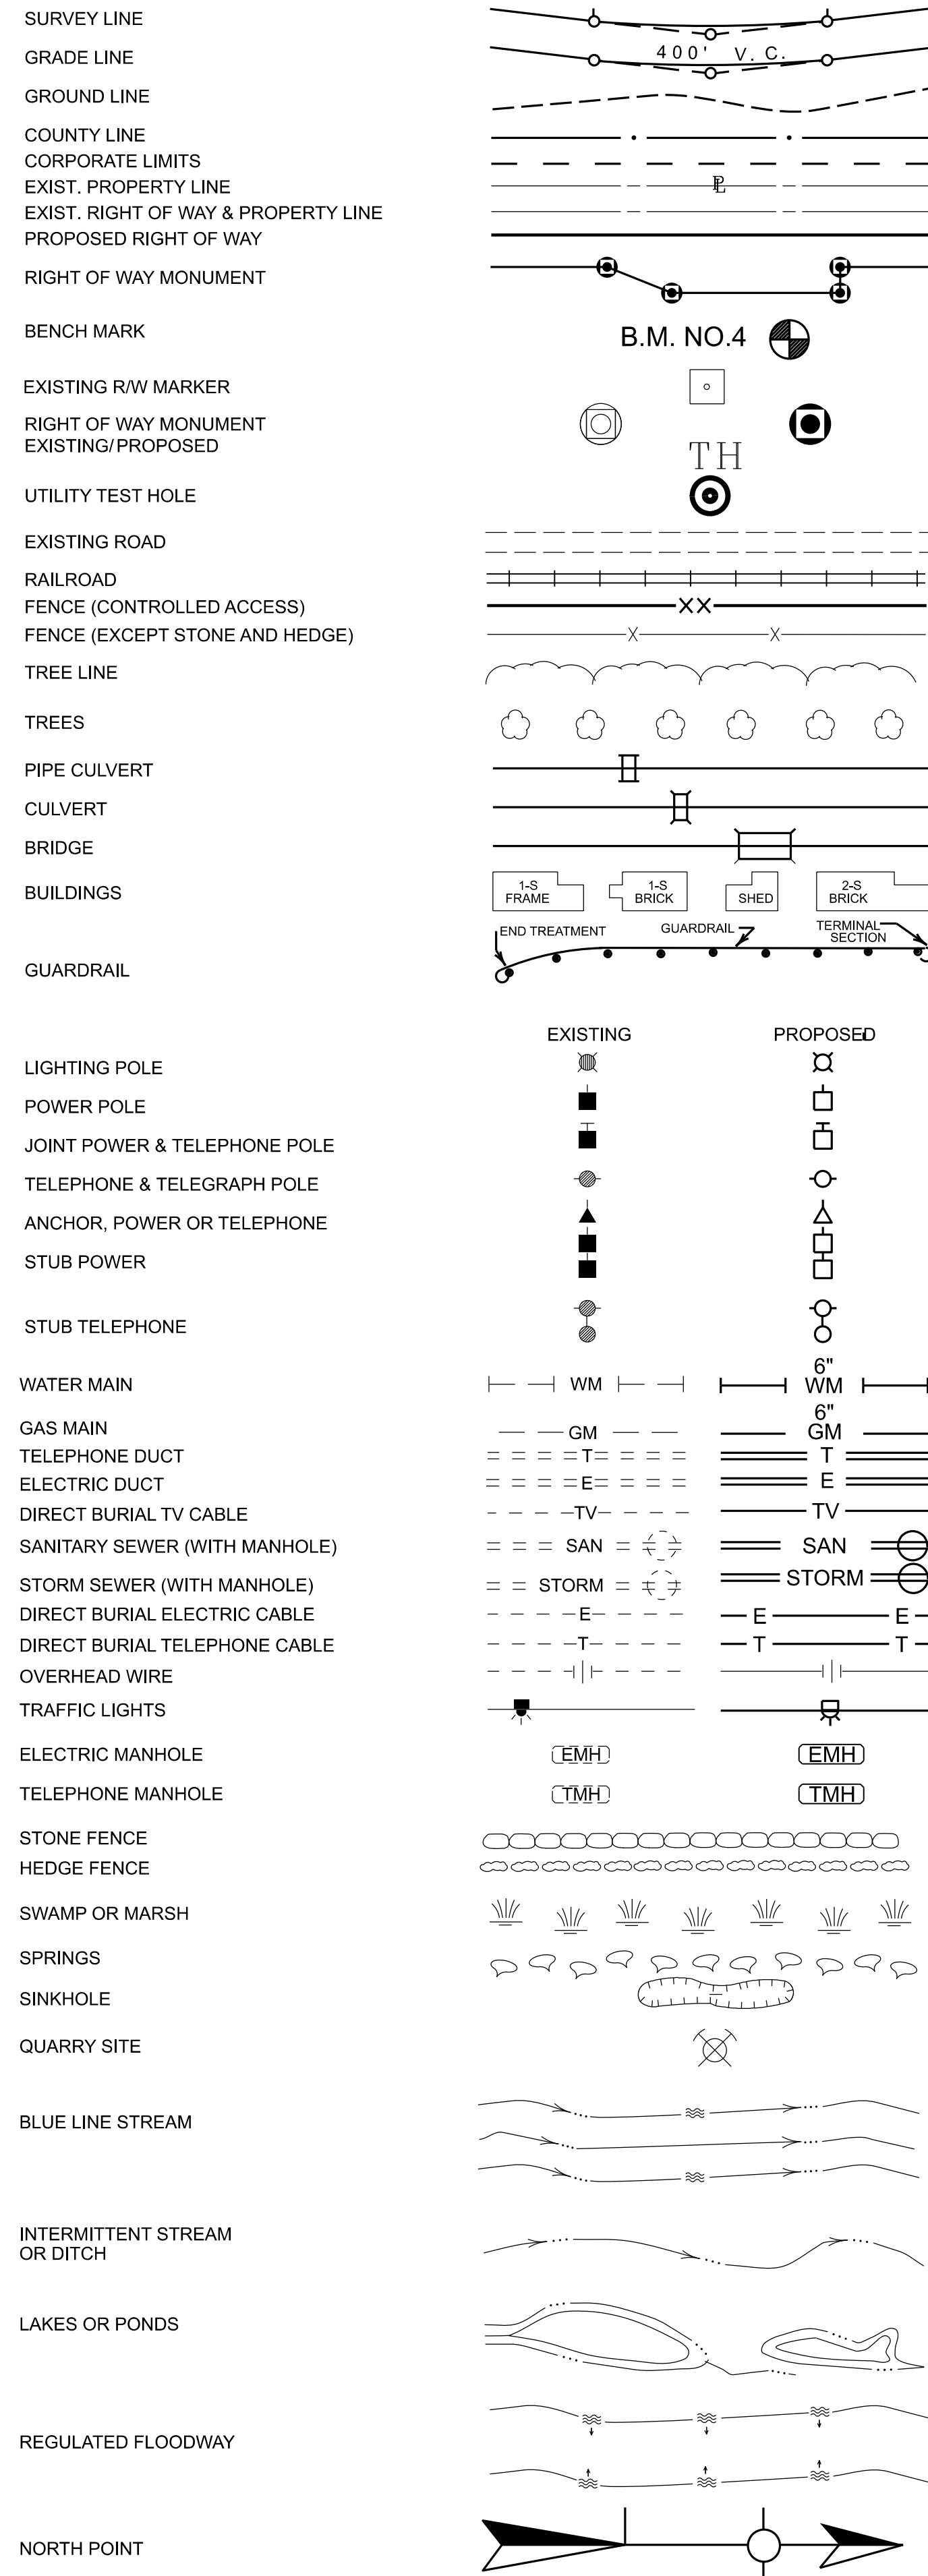 SURVEY LINE
GRADE LINE
400' V.C.
GROUND LINE
COUNTY LINE
CORPORATE LIMITS
EXIST. PROPERTY LINE
PL
EXIST. RIGHT OF WAY & PROPERTY LINE
PROPOSED RIGHT OF WAY
RIGHT OF WAY MONUMENT
BENCH MARK
B.M. NO.4
EXISTING R/W MARKER
RIGHT OF WAY MONUMENT
EXISTING/PROPOSED
TH
UTILITY TEST HOLE
EXISTING ROAD
RAILROAD
FENCE (CONTROLLED ACCESS)
XX
FENCE (EXCEPT STONE AND HEDGE)
X X
TREE LINE
TREES
PIPE CULVERT
CULVERT
BRIDGE
BUILDINGS
1-S FRAME
1-S BRICK
SHED
2-S BRICK
END TREATMENT
GUARDRAIL
TERMINAL SECTION
GUARDRAIL
EXISTING PROPOSED
LIGHTING POLE
POWER POLE
JOINT POWER & TELEPHONE POLE
TELEPHONE & TELEGRAPH POLE
ANCHOR, POWER OR TELEPHONE
STUB POWER
STUB TELEPHONE
6"
WATER MAIN WM WM
6"
GAS MAIN GM GM
TELEPHONE DUCT T T
ELECTRIC DUCT E E
DIRECT BURIAL TV CABLE TV TV
SANITARY SEWER (WITH MANHOLE) SAN SAN
STORM SEWER (WITH MANHOLE) STORM STORM
DIRECT BURIAL ELECTRIC CABLE E E E
DIRECT BURIAL TELEPHONE CABLE T T T
OVERHEAD WIRE
TRAFFIC LIGHTS
ELECTRIC MANHOLE EMH EMH
TELEPHONE MANHOLE TMH TMH
STONE FENCE
HEDGE FENCE
SWAMP OR MARSH
SPRINGS
SINKHOLE
QUARRY SITE
BLUE LINE STREAM
INTERMITTENT STREAM
OR DITCH
LAKES OR PONDS
REGULATED FLOODWAY
NORTH POINT